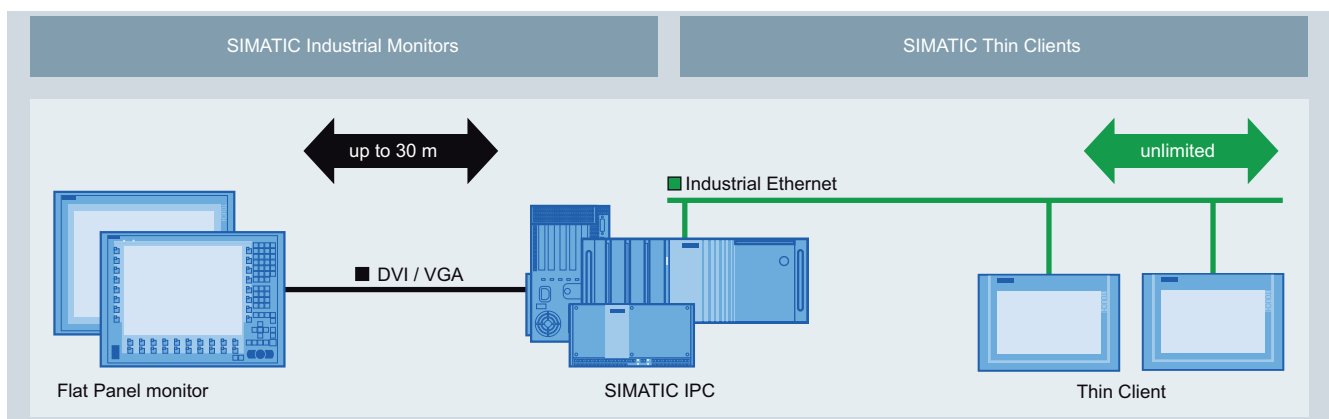 SIMATIC Industrial Monitors
SIMATIC Thin Clients
up to 30 m
unlimited
Industrial Ethernet
DVI / VGA
Flat Panel monitor
SIMATIC IPC
Thin Client